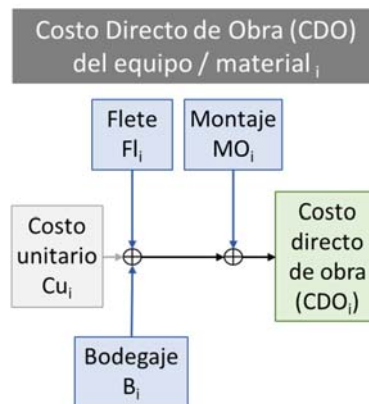 Costo Directo de Obra (CDO)
del equipo / material i
Flete
Fli
Montaje
MOi
Costo
unitario
Cui
Costo
directo
de obra
(CDOi)
Bodegaje
Bi